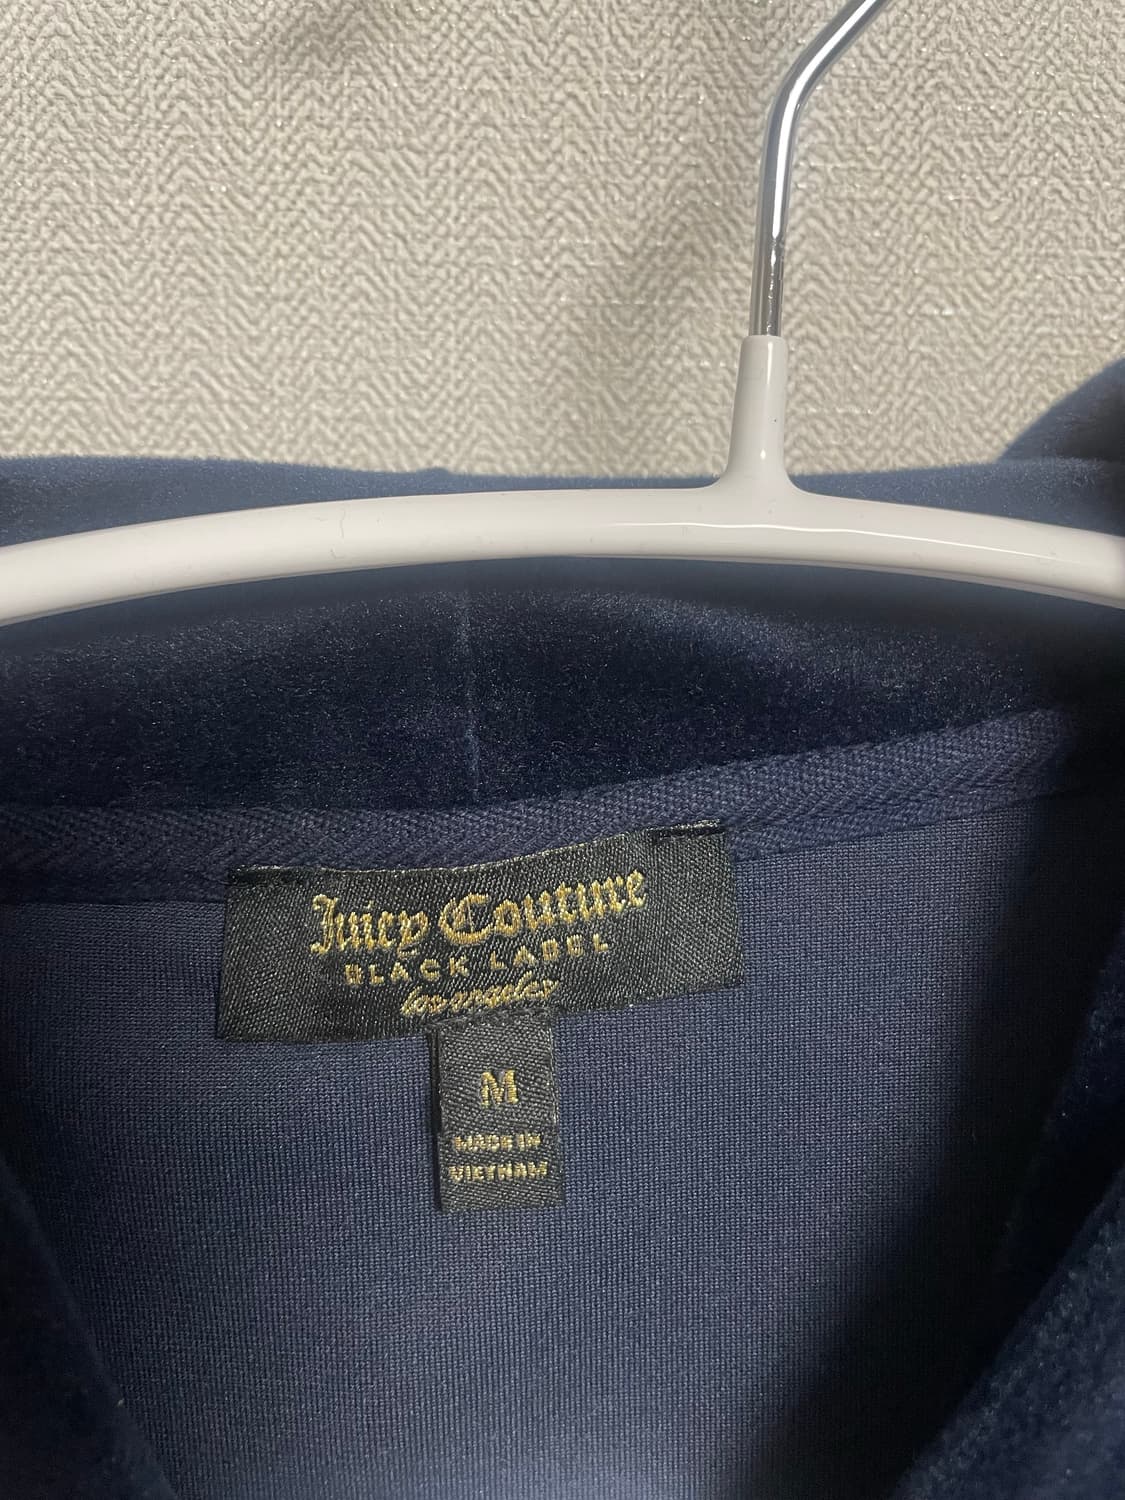 Juicy Couture
BLACK LABEL
los angeles
M
MADE IN
VIETNAM